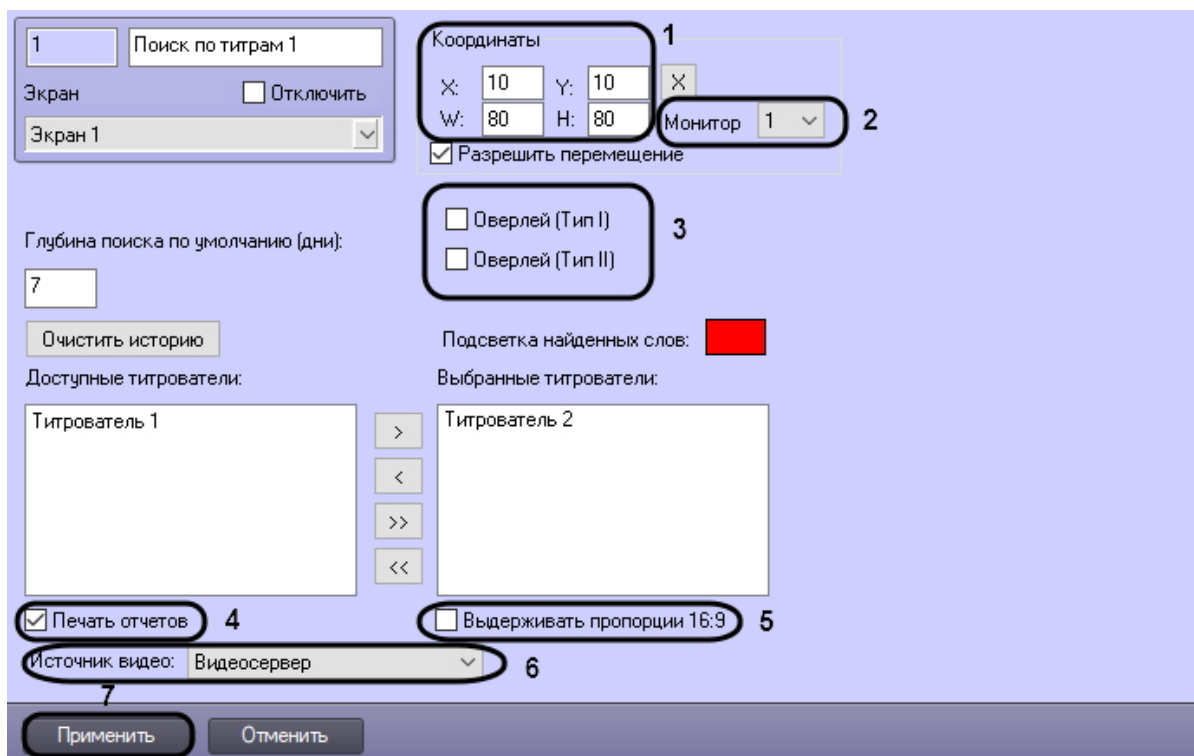 1 Поиск по титрам 1
Экран Отключить
Экран 1
Координаты 1
X: 10 Y: 10 X
W: 80 H: 80 Монитор 1 2
Разрешить перемещение
Оверлей (Тип I)
Оверлей (Тип II)
3
Глубина поиска по умолчанию (дни):
7
Очистить историю Подсветка найденных слов:
Доступные титрователи: Выбранные титрователи:
Титрователь 1 > Титрователь 2
<
>>
<<
Печать отчетов 4 Выдерживать пропорции 16:9 5
Источник видео: Видеосервер 6
7
Применить Отменить